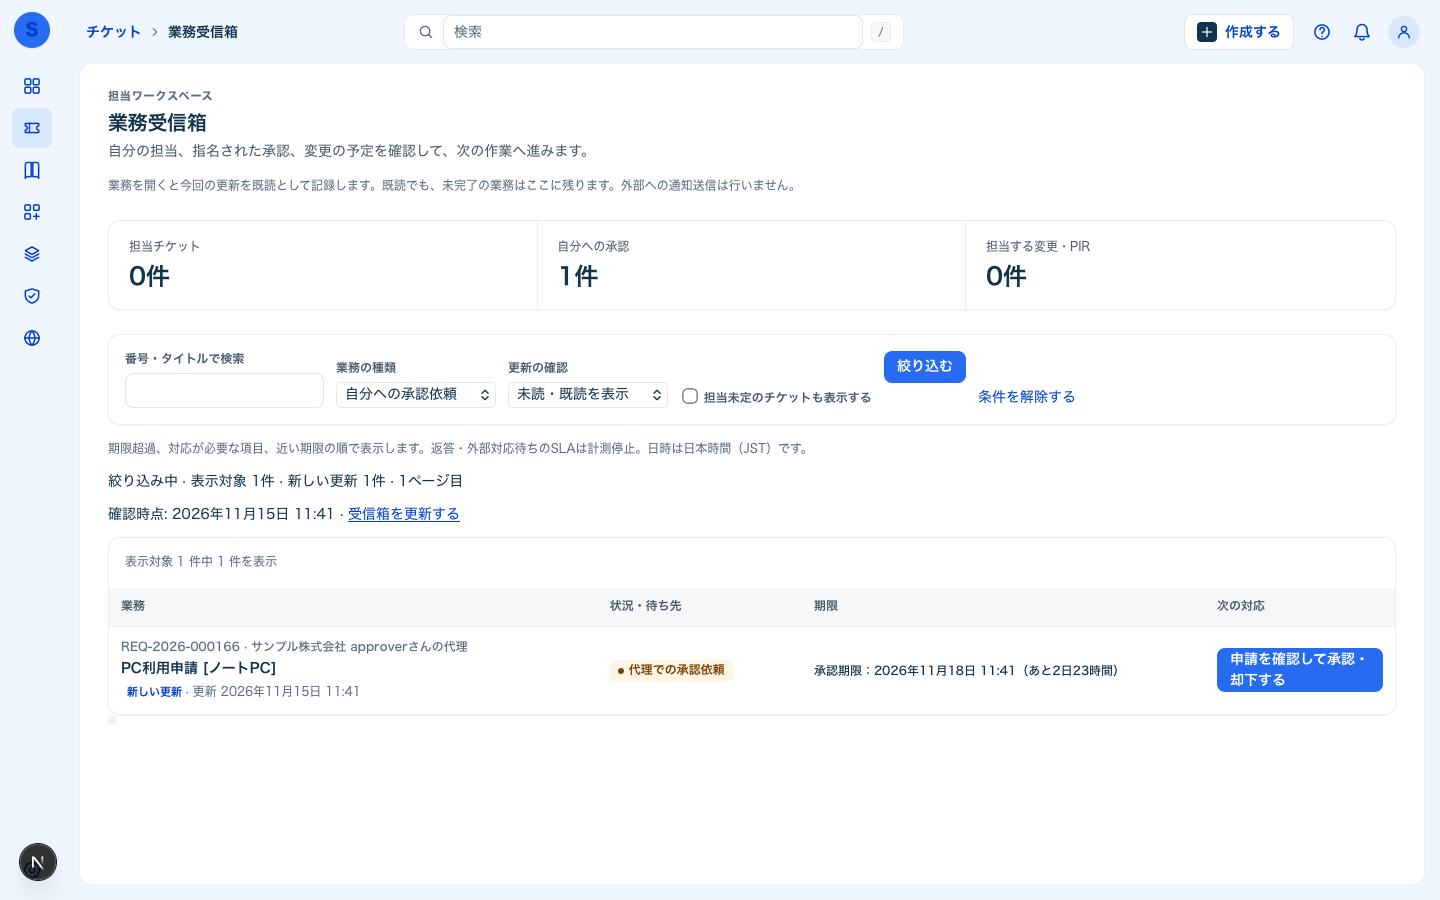 S
チケット > 業務受信箱
検索
/
作成する
担当ワークスペース
業務受信箱
自分の担当、指名された承認、変更の予定を確認して、次の作業へ進みます。
業務を開くと今回の更新を既読として記録します。既読でも、未完了の業務はここに残ります。外部への通知送信は行いません。
担当チケット
0件
自分への承認
1件
担当する変更・PIR
0件
番号・タイトルで検索
業務の種類
自分への承認依頼
更新の確認
未読・既読を表示
担当未定のチケットも表示する
絞り込む
条件を解除する
期限超過、対応が必要な項目、近い期限の順で表示します。返答・外部対応待ちのSLAは計測停止。日時は日本時間（JST）です。
絞り込み中 · 表示対象 1件 · 新しい更新 1件 · 1ページ目
確認時点: 2026年11月15日 11:41 · 受信箱を更新する
表示対象 1 件中 1 件を表示
業務
状況・待ち先
期限
次の対応
REQ-2026-000166 · サンプル株式会社 approverさんの代理
PC利用申請 [ノートPC]
新しい更新 · 更新 2026年11月15日 11:41
代理での承認依頼
承認期限：2026年11月18日 11:41（あと2日23時間）
申請を確認して承認・
却下する
N